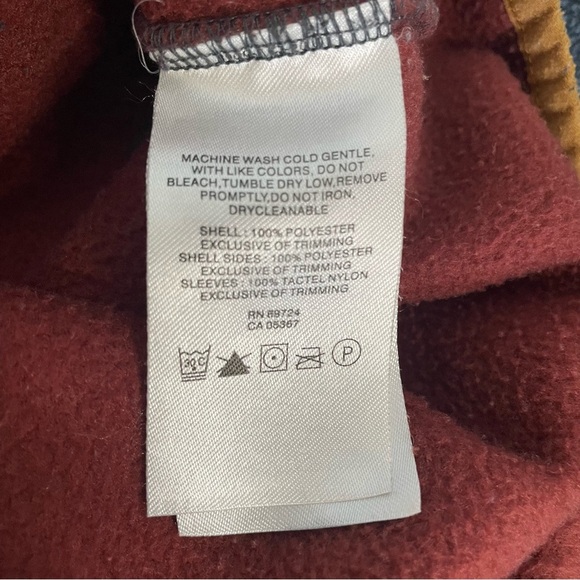 MACHINE WASH COLD GENTLE,
WITH LIKE COLORS, DO NOT
BLEACH,TUMBLE DRY LOW,REMOVE
PROMPTLY,DO NOT IRON,
DRYCLEANABLE
SHELL : 100% POLYESTER
EXCLUSIVE OF TRIMMING
SHELL SIDES : 100% POLYESTER
EXCLUSIVE OF TRIMMING
SLEEVES : 100% TACTEL NYLON
EXCLUSIVE OF TRIMMING
RN 89724
CA 05367
30 C P